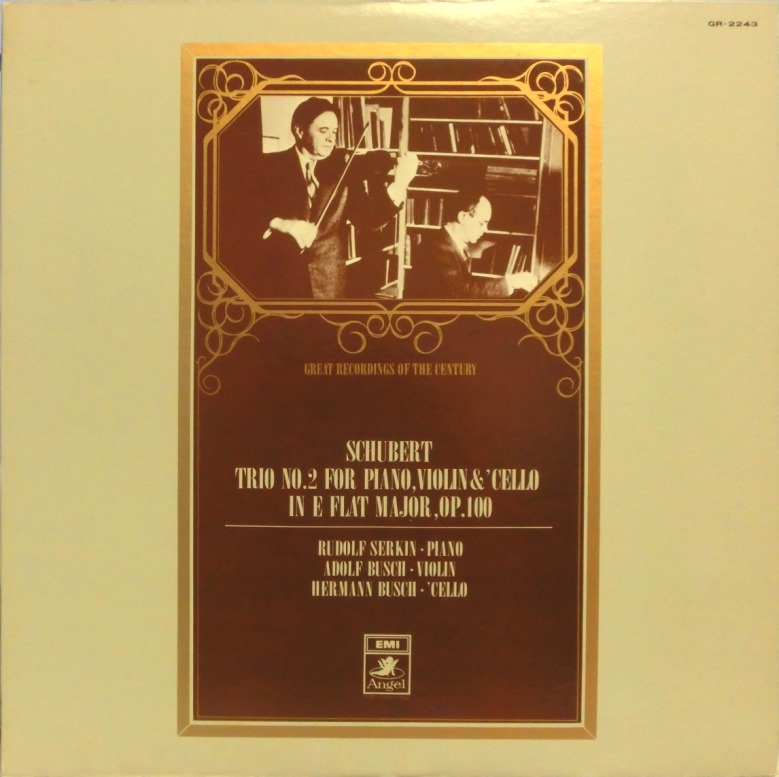 GR-2243
GREAT RECORDINGS OF THE CENTURY
SCHUBERT
TRIO NO.2 FOR PIANO,VIOLIN&'CELLO
IN E FLAT MAJOR,OP.100
RUDOLF SERKIN·PIANO
ADOLF BUSCH·VIOLIN
HERMANN BUSCH·'CELLO
EMI
Angel